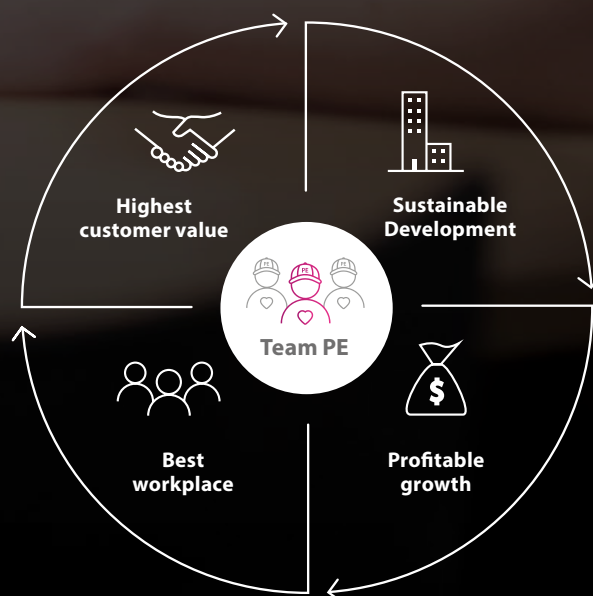 Highest
customer value
Sustainable
Development
PE
PE
PE
Team PE
$
Best
workplace
Profitable
growth